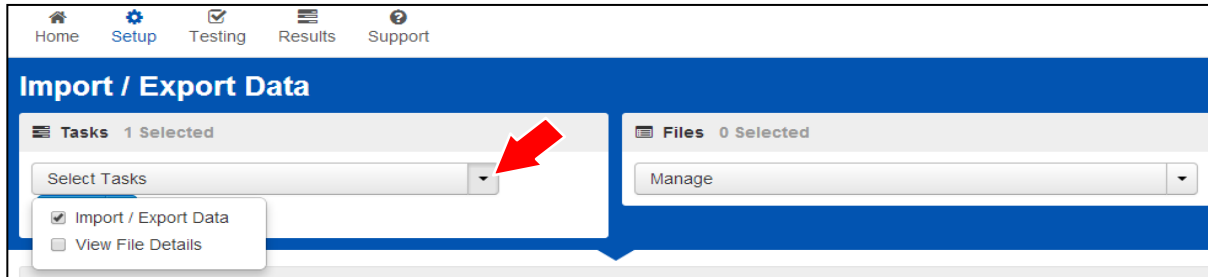 Home Setup Testing Results Support
Import / Export Data
Tasks 1 Selected
Files 0 Selected
Select Tasks
Manage
Import / Export Data
View File Details